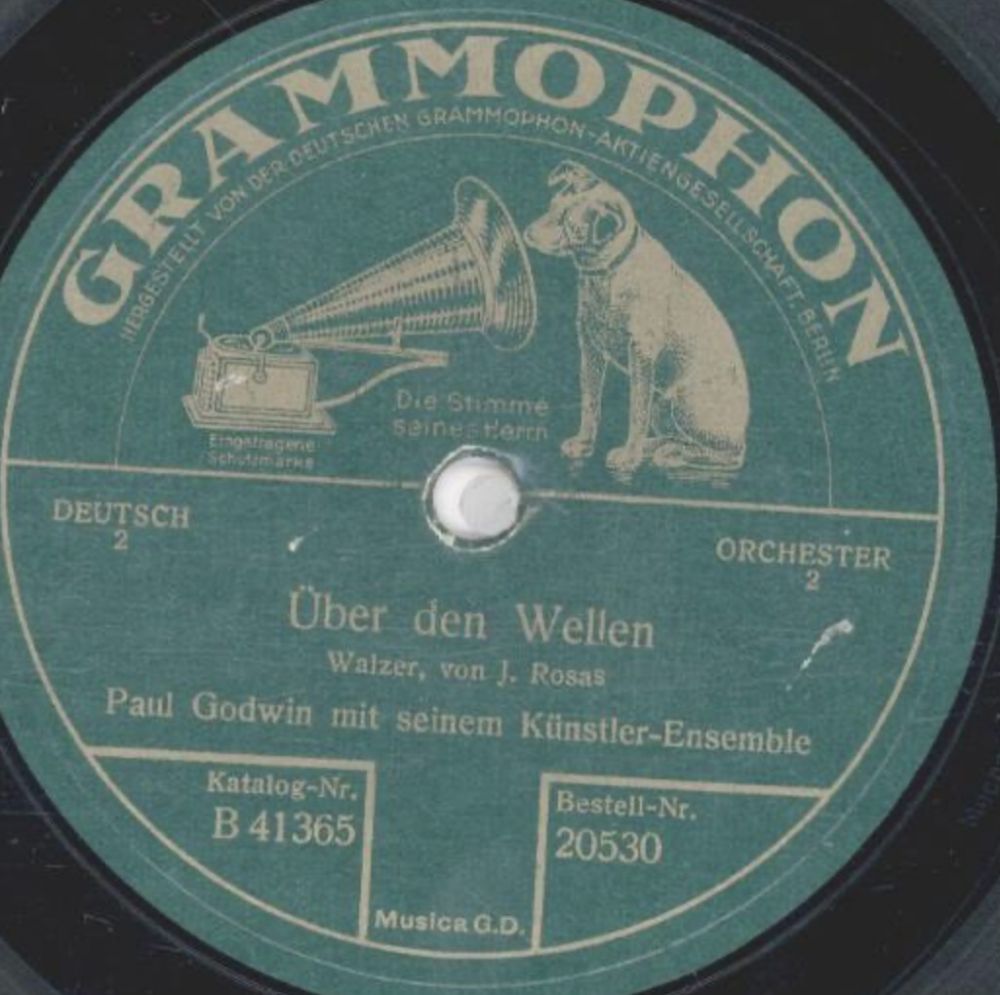 GRAMMOPHON
HERGESTELLT VON DER DEUTSCHEN GRAMMOPHON-AKTIENGESELLSCHAFT, BERLIN
Die Stimme
seines Herrn
Eingetragene
Schutzmarke
DEUTSCH
2
ORCHESTER
2
Über den Wellen
Walzer, von J. Rosas
Paul Godwin mit seinem Künstler-Ensemble
Katalog-Nr.
B 41365
Bestell-Nr.
20530
Musica G.D.